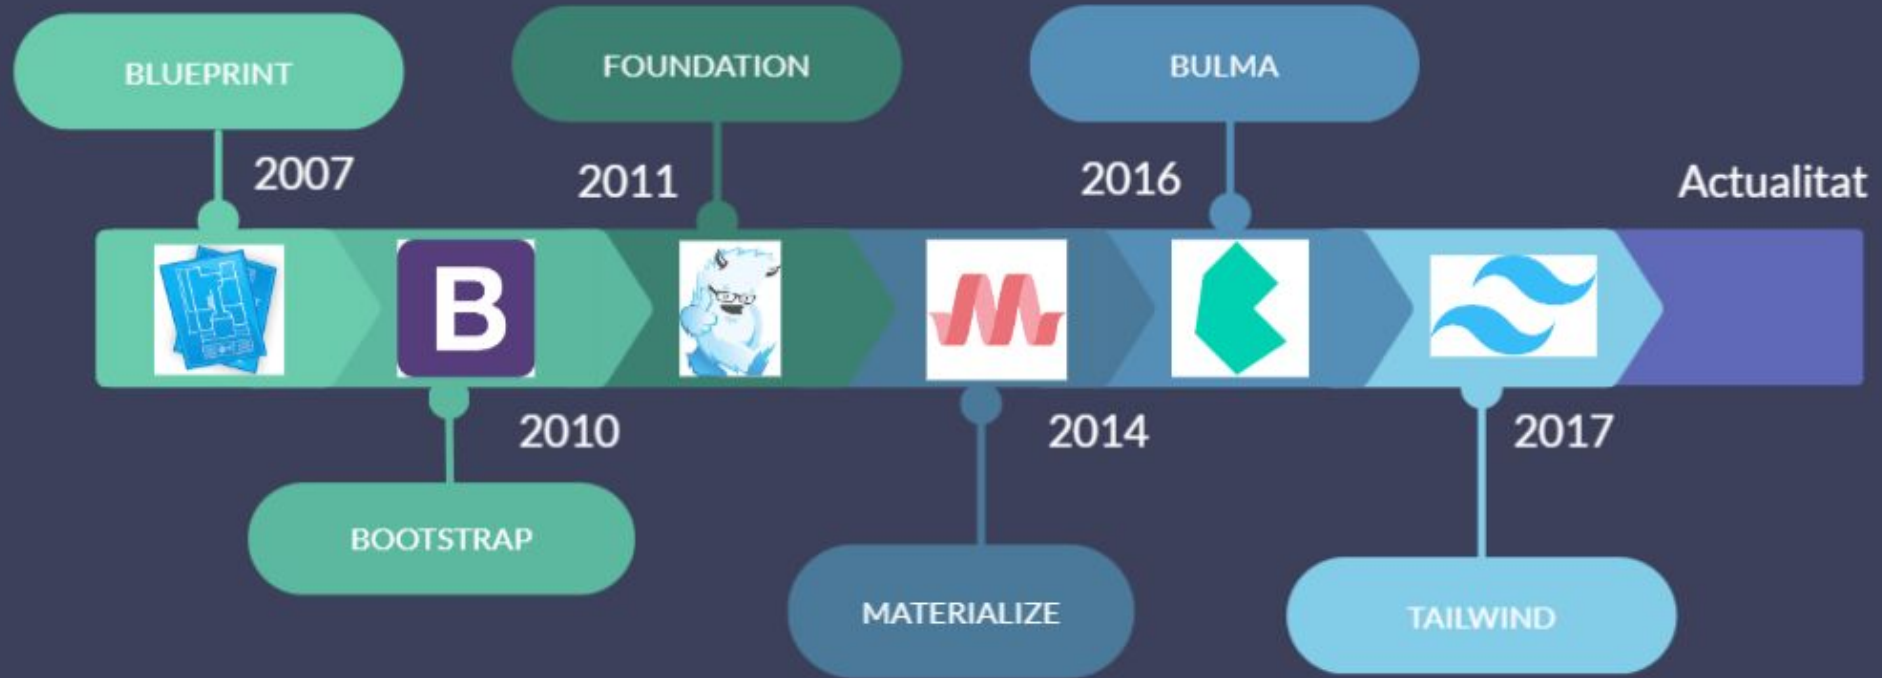 BLUEPRINT
FOUNDATION
BULMA
2007
2011
2016
Actualitat
B
2010
2014
2017
BOOTSTRAP
MATERIALIZE
TAILWIND